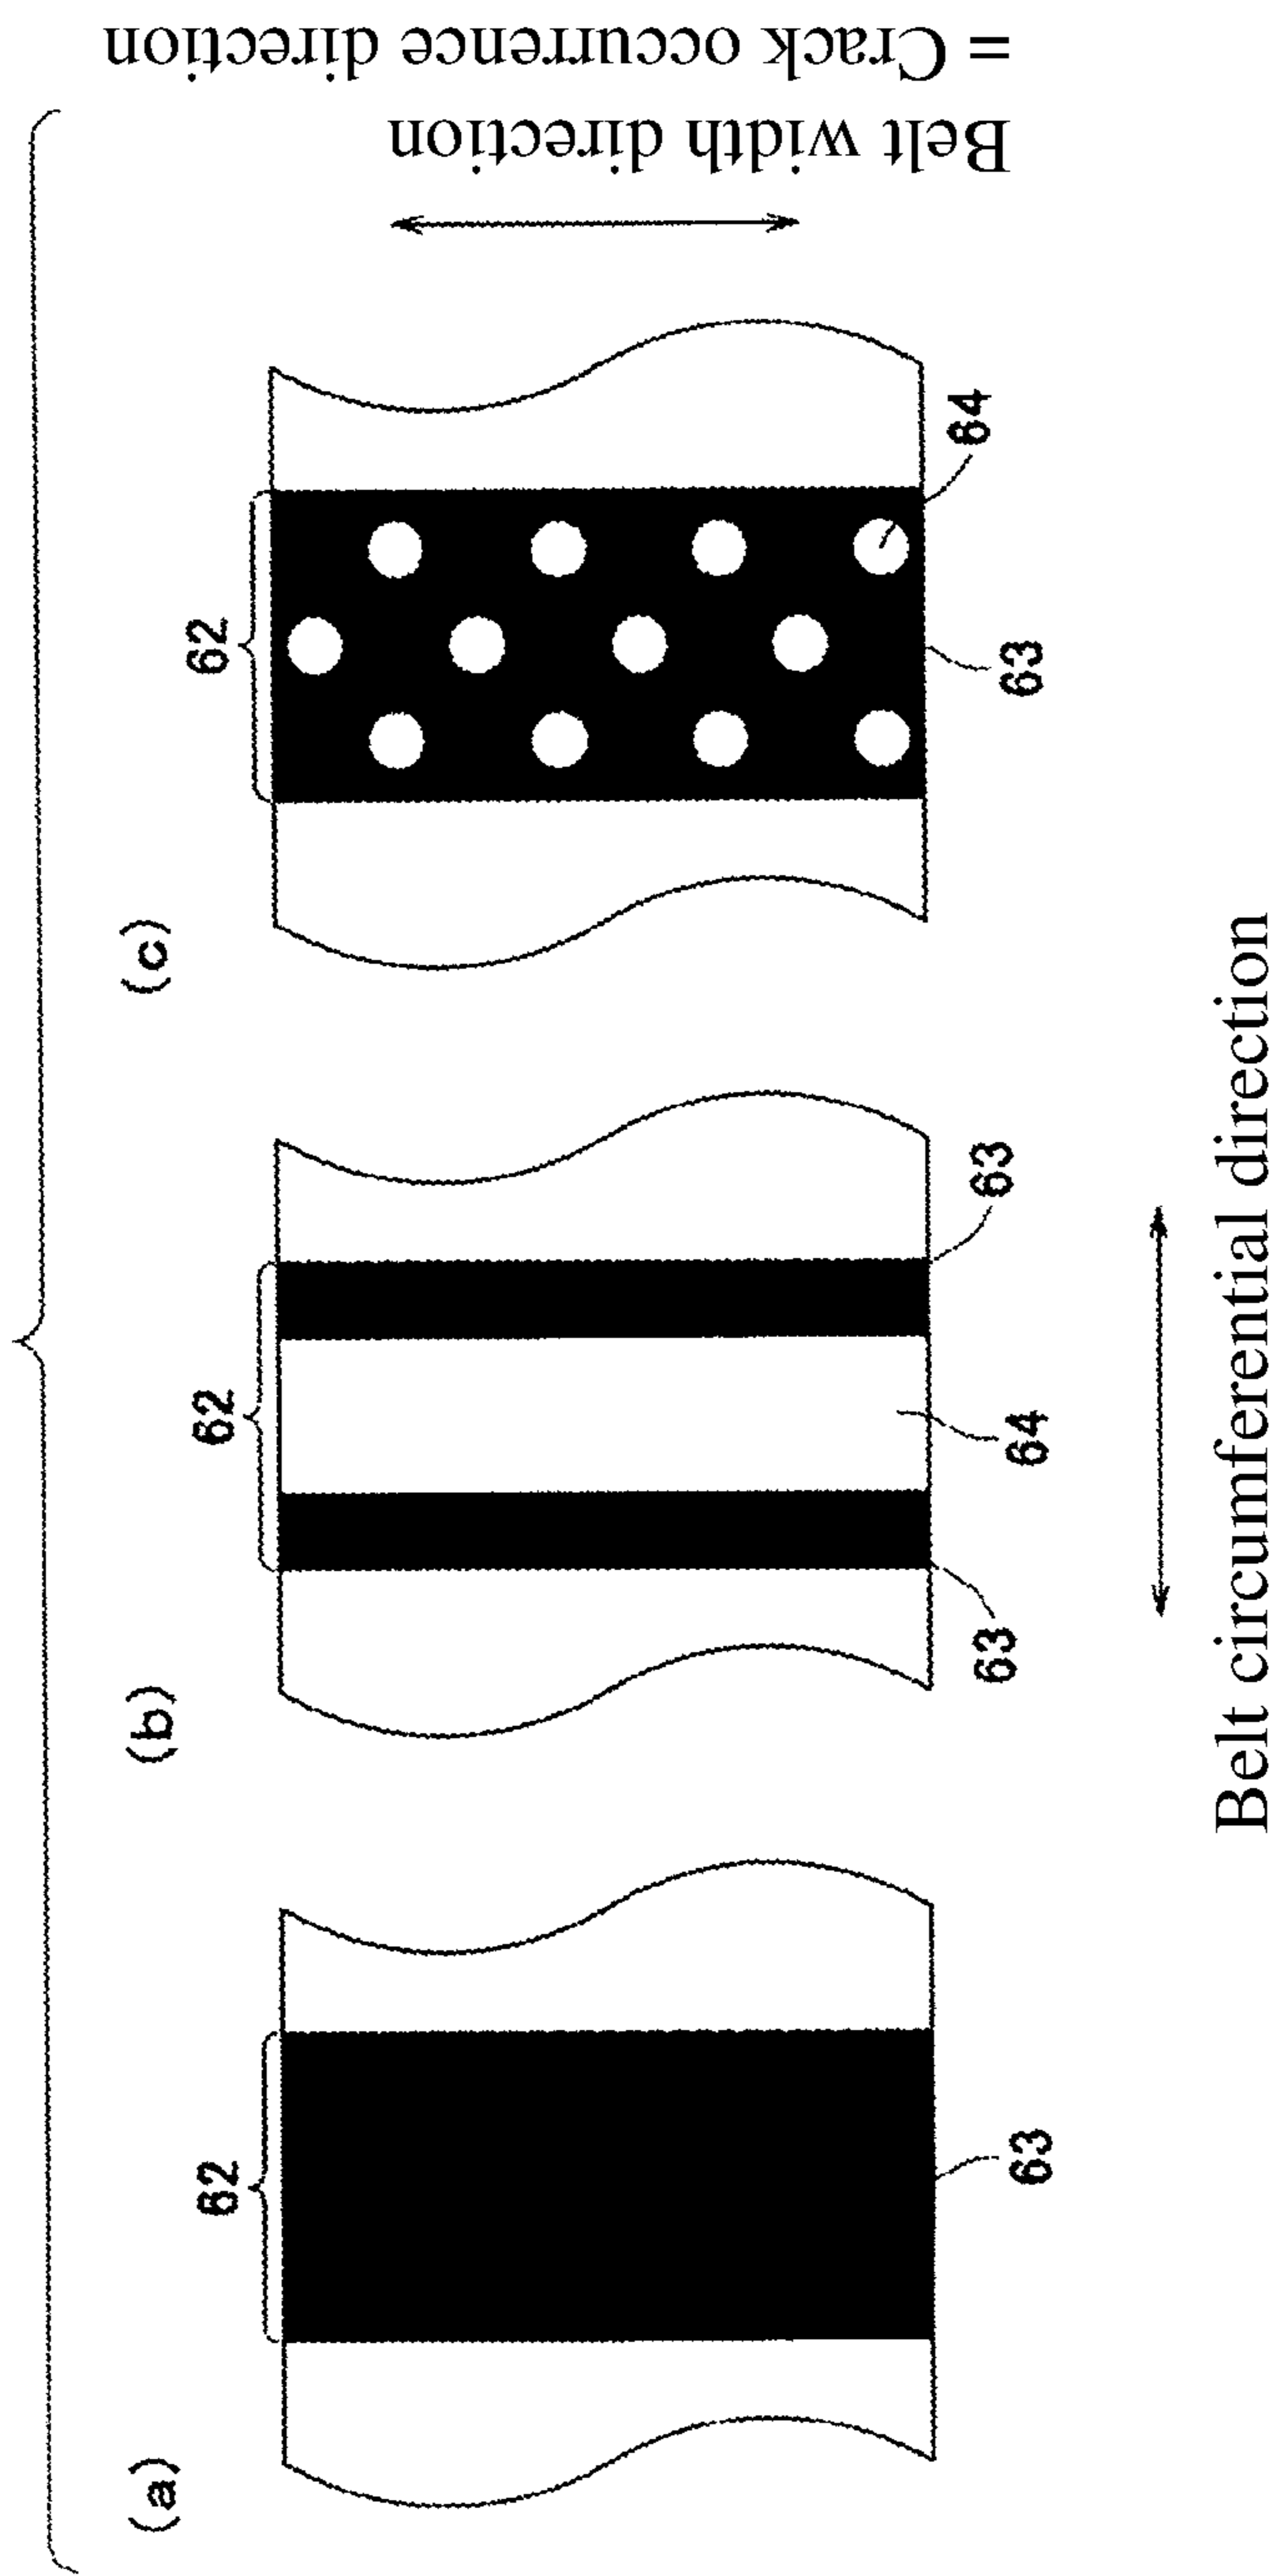 (a)
62
63
(b)
62
63
64
63
(c)
62
63
64
Belt width direction
= Crack occurrence direction
Belt circumferential direction